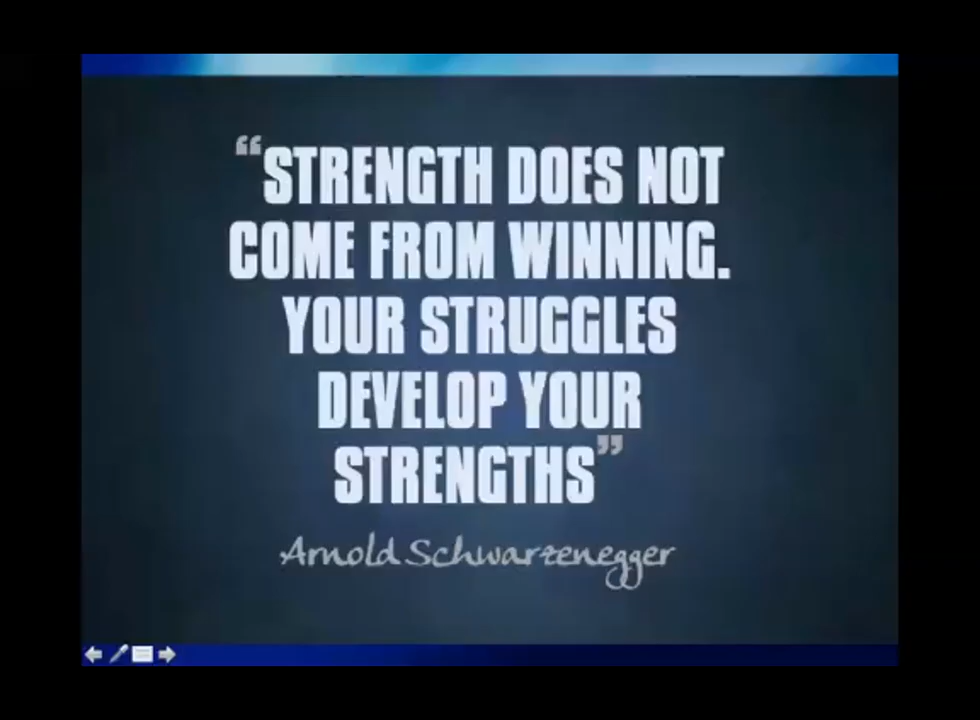 “STRENGTH DOES NOT
COME FROM WINNING.
YOUR STRUGGLES
DEVELOP YOUR
STRENGTHS”
Arnold Schwarzenegger